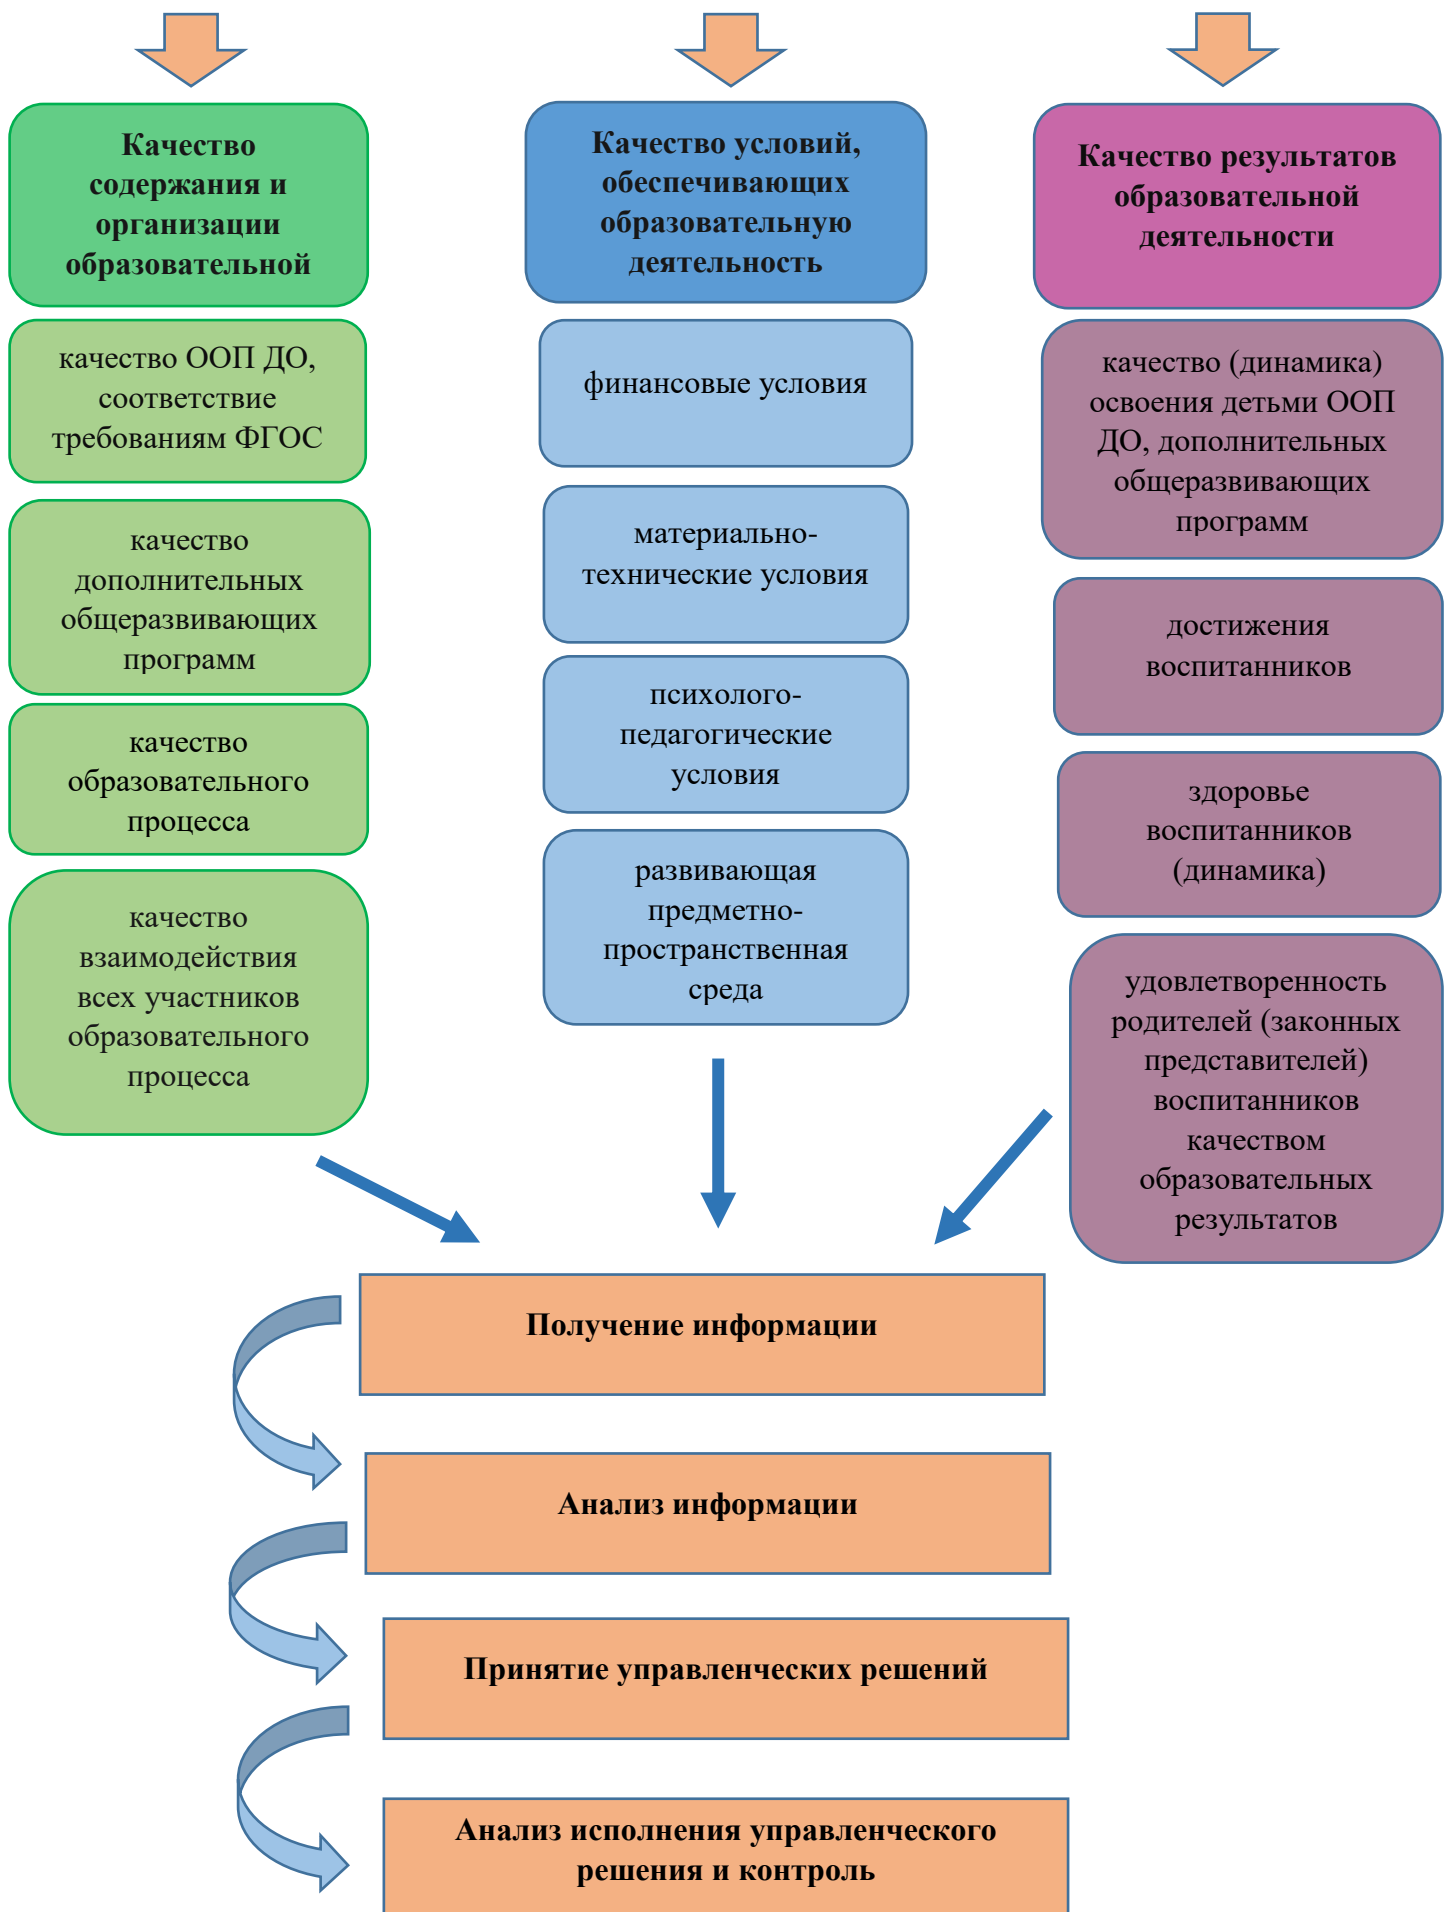 Качество
содержания и
организации
образовательной
качество ООП ДО,
соответствие
требованиям ФГОС
качество
дополнительных
общеразвивающих
программ
качество
образовательного
процесса
качество
взаимодействия
всех участников
образовательного
процесса
Качество условий,
обеспечивающих
образовательную
деятельность
финансовые условия
материально-
технические условия
психолого-
педагогические
условия
развивающая
предметно-
пространственная
среда
Качество результатов
образовательной
деятельности
качество (динамика)
освоения детьми ООП
ДО, дополнительных
общеразвивающих
программ
достижения
воспитанников
здоровье
воспитанников
(динамика)
удовлетворенность
родителей (законных
представителей)
воспитанников
качеством
образовательных
результатов
Получение информации
Анализ информации
Принятие управленческих решений
Анализ исполнения управленческого
решения и контроль